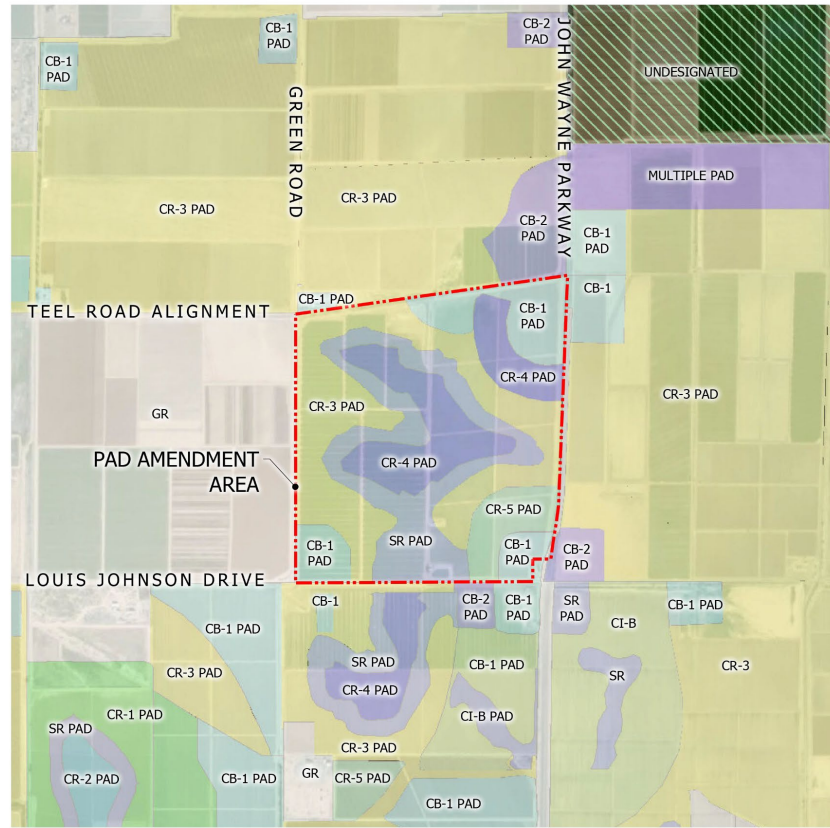 CB-1
PAD
CB-1
PAD
CB-2
PAD
UNDESIGNATED
GREEN ROAD
JOHN WAYNE PARKWAY
MULTIPLE PAD
CR-3 PAD
CR-3 PAD
CB-2
PAD
CB-1
PAD
CB-1 PAD
CB-1
TEEL ROAD ALIGNMENT
CB-1
PAD
CR-4 PAD
CR-3 PAD
CR-3 PAD
GR
PAD AMENDMENT
AREA
CR-4 PAD
CR-5 PAD
SR PAD
CB-1
PAD
CB-1
PAD
CB-2
PAD
LOUIS JOHNSON DRIVE
CB-1
CB-2
PAD
CB-1
PAD
SR
PAD
CB-1 PAD
CI-B
CB-1 PAD
SR PAD
CB-1 PAD
CR-3 PAD
SR
CR-3
CR-4 PAD
CR-1 PAD
CI-B PAD
SR PAD
CR-3 PAD
CR-2 PAD
CB-1 PAD
GR
CR-5 PAD
CB-1 PAD